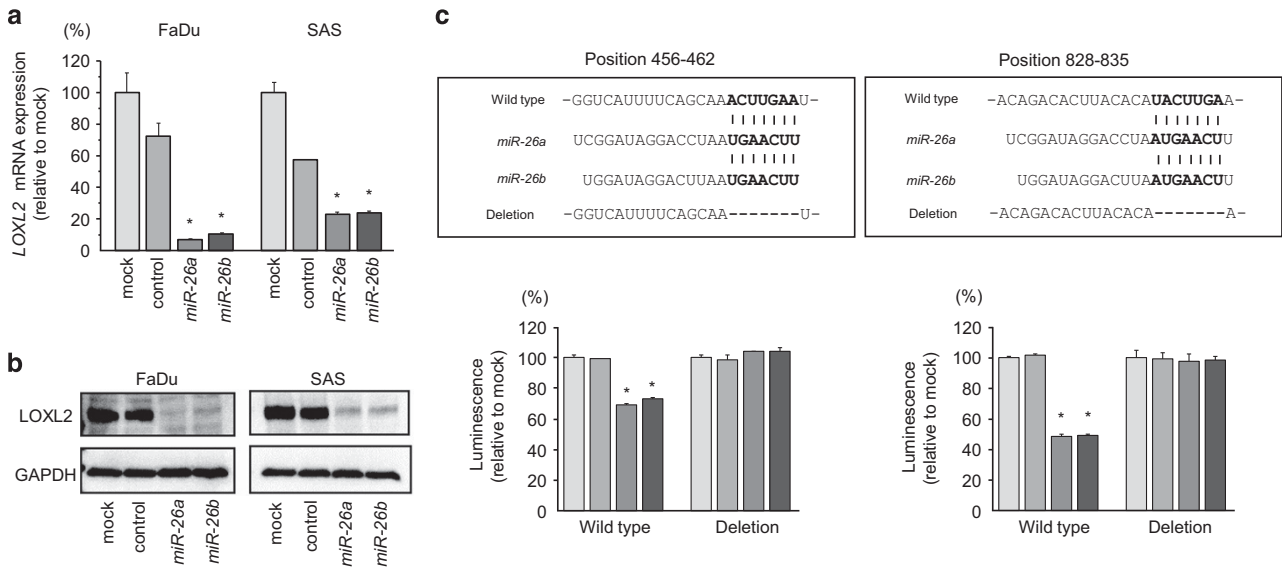 a
(%)
FaDu
SAS
LOXL2 mRNA expression
(relative to mock)
120
100
80
60
40
20
0
*
*
*
*
mock
control
miR-26a
miR-26b
mock
control
miR-26a
miR-26b
b
FaDu
SAS
LOXL2
GAPDH
mock
control
miR-26a
miR-26b
mock
control
miR-26a
miR-26b
c
Position 456-462
Wild type –GGUCAUUUUCAGCAAACUUGAAU–
miR-26a UCGGAUAGGACCUAAUGAACUU
miR-26b UGGAUAGGACUUAAUGAACUU
Deletion –GGUCAUUUUCAGCAA-------U–
Position 828-835
Wild type –ACAGACACUUACACAUACUUGAA–
miR-26a UCGGAUAGGACCUAAUGAACUU
miR-26b UGGAUAGGACUUAAUGAACUU
Deletion –ACAGACACUUACACA-------A–
(%)
Luminescence
(relative to mock)
120
100
80
60
40
20
0
*
*
Wild type
Deletion
(%)
Luminescence
(relative to mock)
120
100
80
60
40
20
0
*
*
Wild type
Deletion